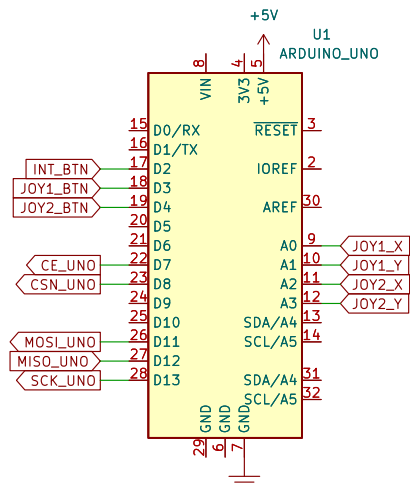 +5V
U1
ARDUINO_UNO
8 4 5
VIN 3V3 +5V
15 D0/RX RESET 3
16 D1/TX
INT_BTN 17 D2 IOREF 2
JOY1_BTN 18 D3
JOY2_BTN 19 D4 AREF 30
20 D5
21 D6 A0 9 JOY1_X
CE_UNO 22 D7 A1 10 JOY1_Y
CSN_UNO 23 D8 A2 11 JOY2_X
24 D9 A3 12 JOY2_Y
25 D10 SDA/A4 13
MOSI_UNO 26 D11 SCL/A5 14
MISO_UNO 27 D12
SCK_UNO 28 D13 SDA/A4 31
SCL/A5 32
GND GND GND
29 6 7